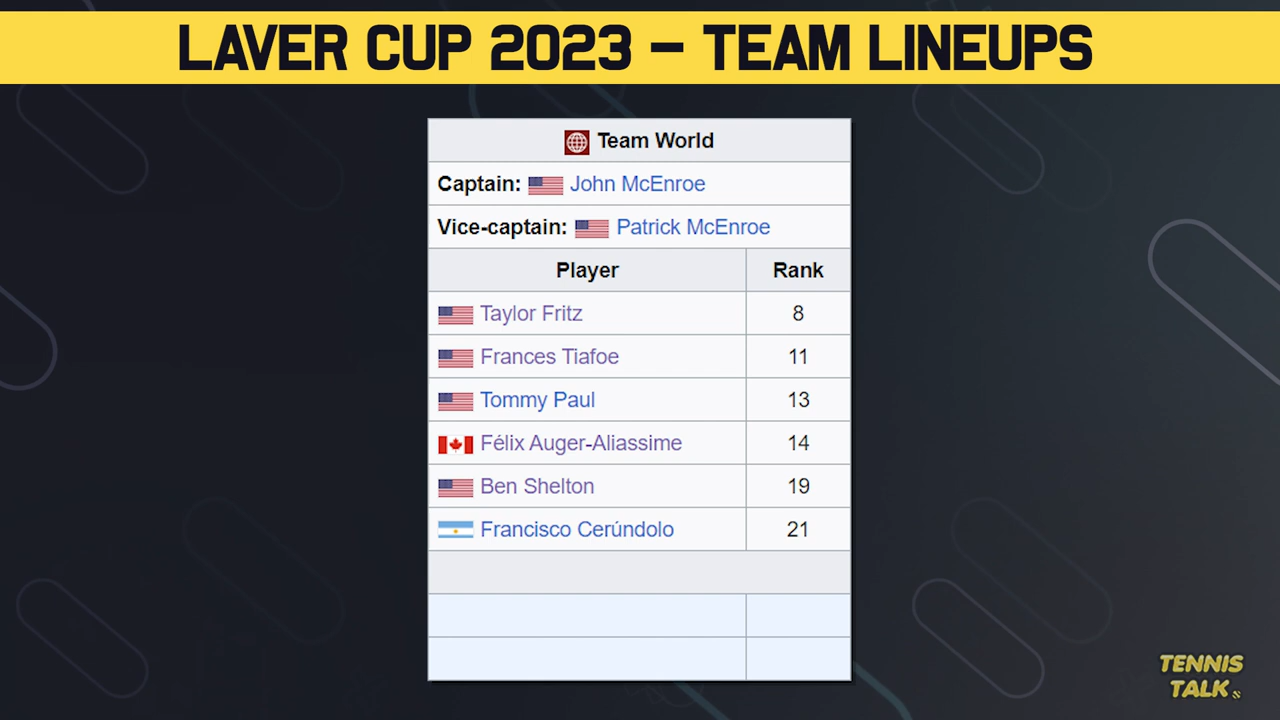 LAVER CUP 2023 – TEAM LINEUPS
Team World
Captain: John McEnroe
Vice-captain: Patrick McEnroe
Player Rank
Taylor Fritz 8
Frances Tiafoe 11
Tommy Paul 13
Félix Auger-Aliassime 14
Ben Shelton 19
Francisco Cerúndolo 21
TENNIS
TALK